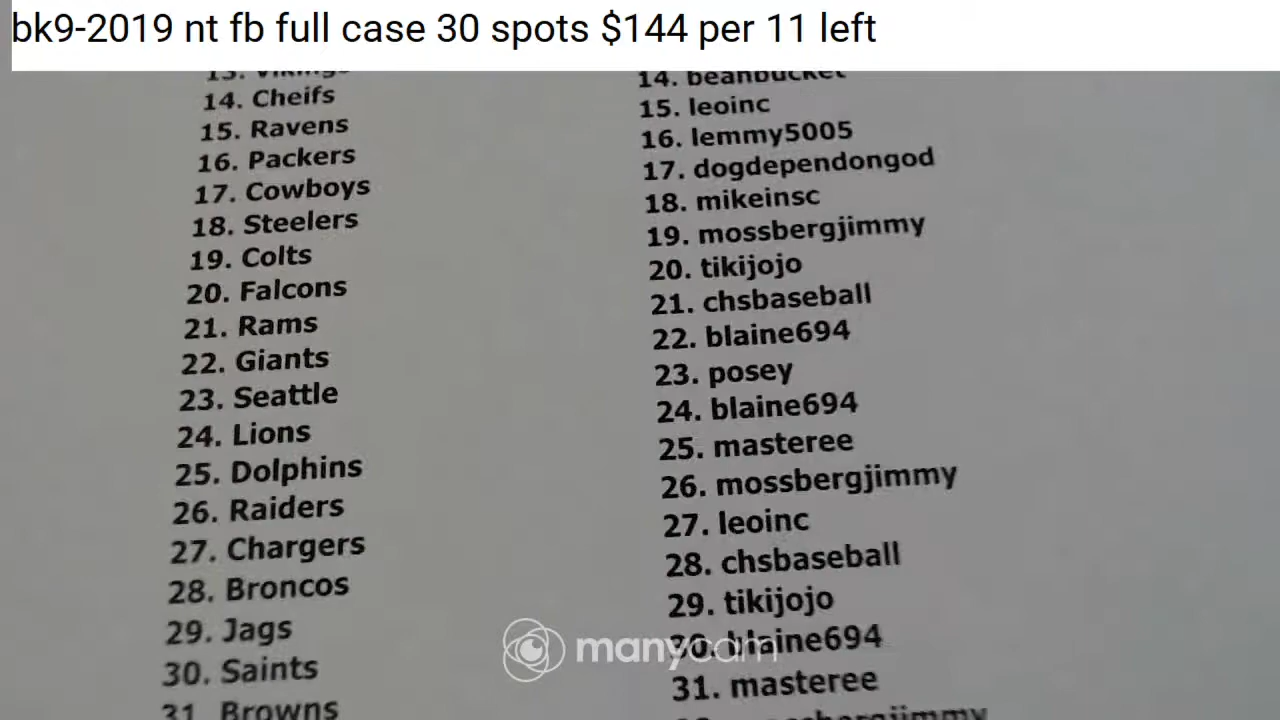 bk9-2019 nt fb full case 30 spots $144 per 11 left
13. Vikings
14. Cheifs
15. Ravens
16. Packers
17. Cowboys
18. Steelers
19. Colts
20. Falcons
21. Rams
22. Giants
23. Seattle
24. Lions
25. Dolphins
26. Raiders
27. Chargers
28. Broncos
29. Jags
30. Saints
31. Browns
14. beanbucket
15. leoinc
16. lemmy5005
17. dogdependongod
18. mikeinsc
19. mossbergjimmy
20. tikijojo
21. chsbaseball
22. blaine694
23. posey
24. blaine694
25. masteree
26. mossbergjimmy
27. leoinc
28. chsbaseball
29. tikijojo
30. blaine694
31. masteree
manycam